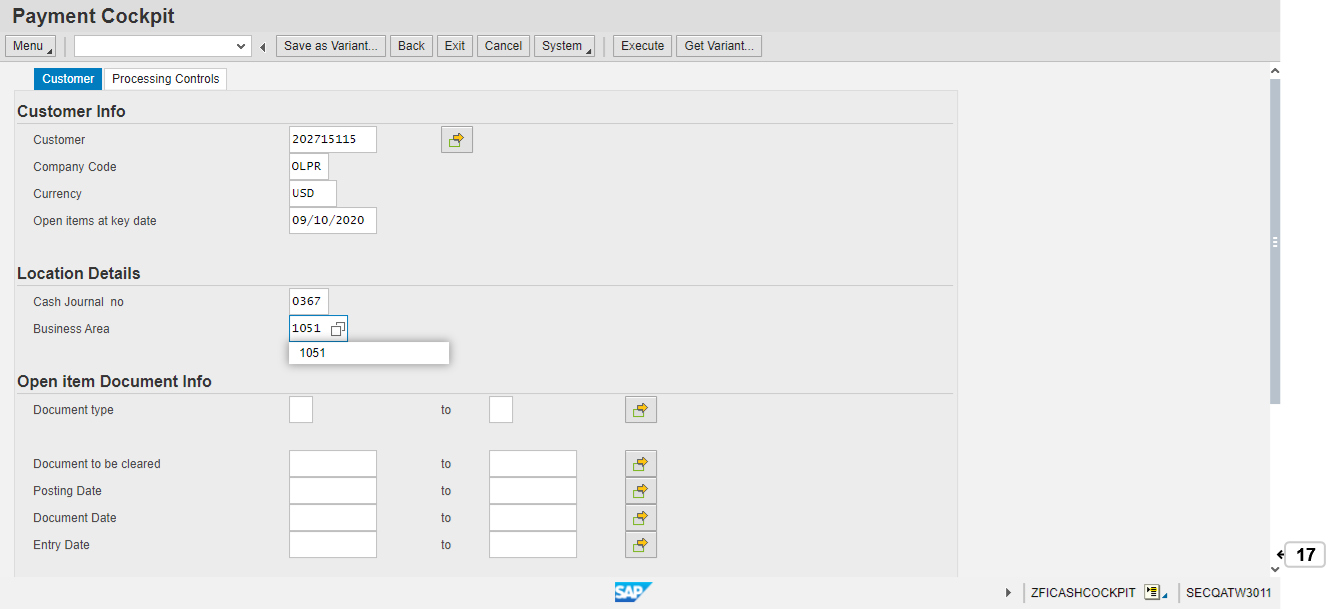 Payment Cockpit
Menu Save as Variant... Back Exit Cancel System Execute Get Variant...
Customer Processing Controls
Customer Info
Customer 202715115
Company Code OLPR
Currency USD
Open items at key date 09/10/2020
Location Details
Cash Journal no 0367
Business Area 1051
1051
Open item Document Info
Document type to
Document to be cleared to
Posting Date to
Document Date to
Entry Date to
17
SAP ZFICASHCOCKPIT SECQATW3011